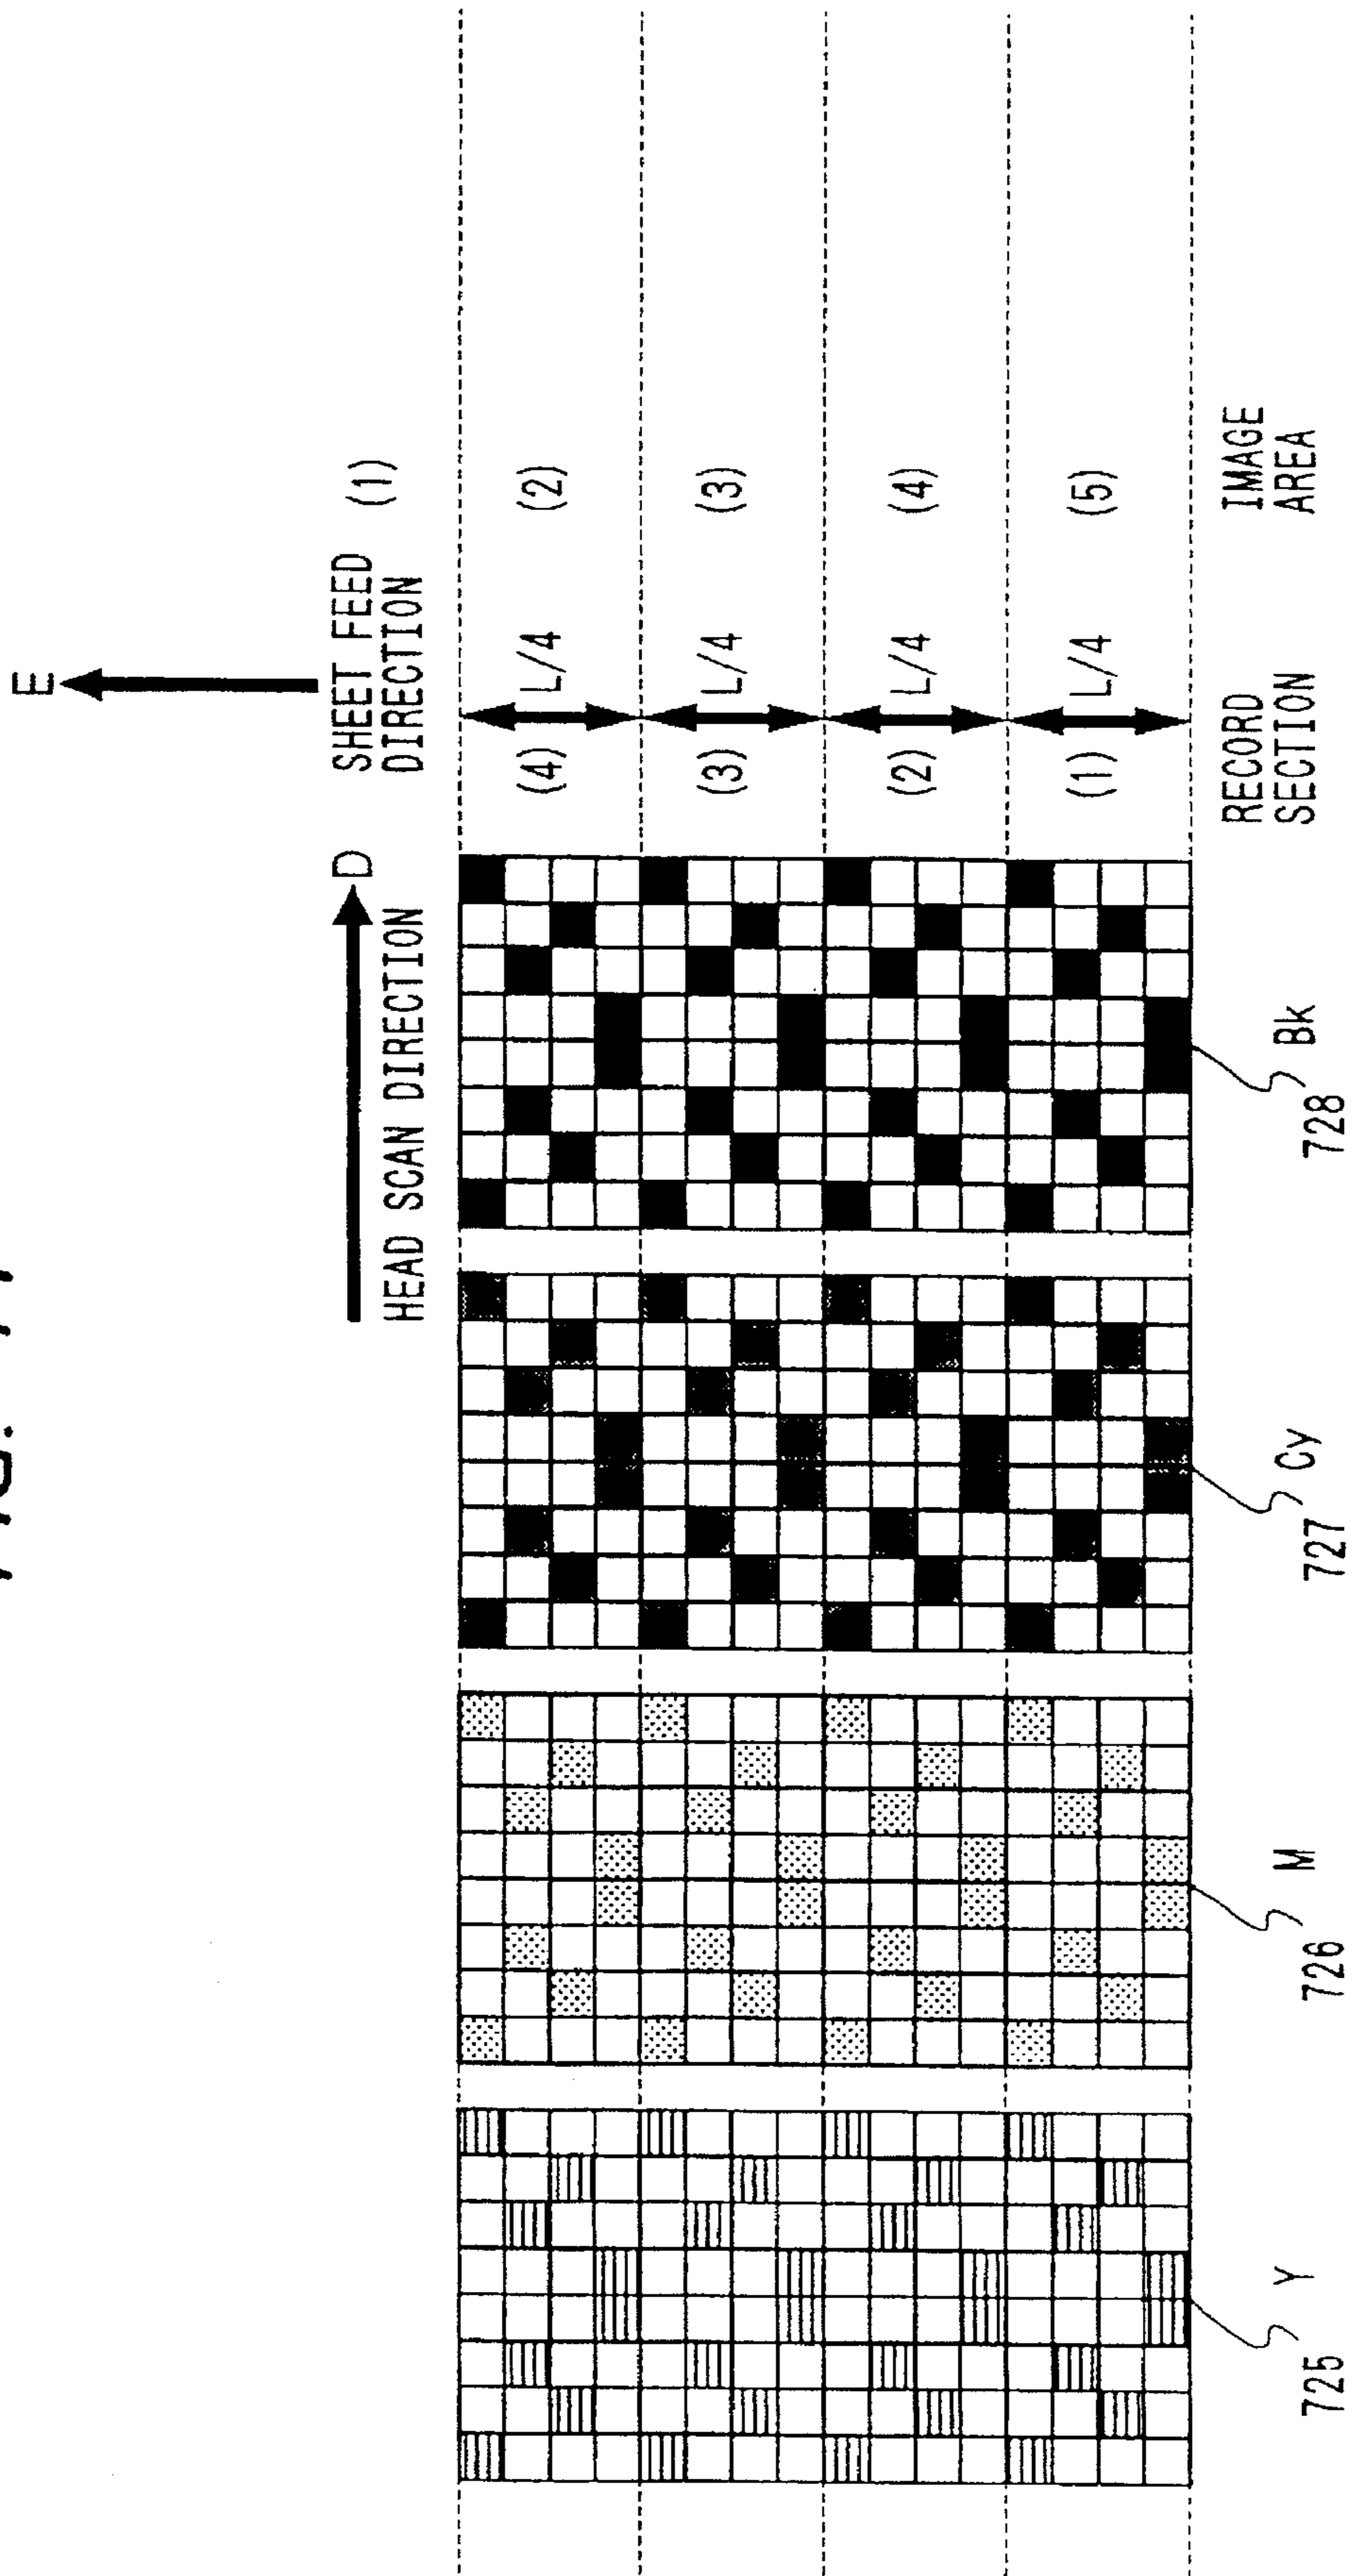 FIG.
E
D
HEAD SCAN DIRECTION
SHEET FEED
DIRECTION
(1)
(4) L/4 (2)
(3) L/4 (3)
(2) L/4 (4)
(1) L/4 (5)
RECORD
SECTION
IMAGE
AREA
725 Y
726 M
727 Cy
728 Bk